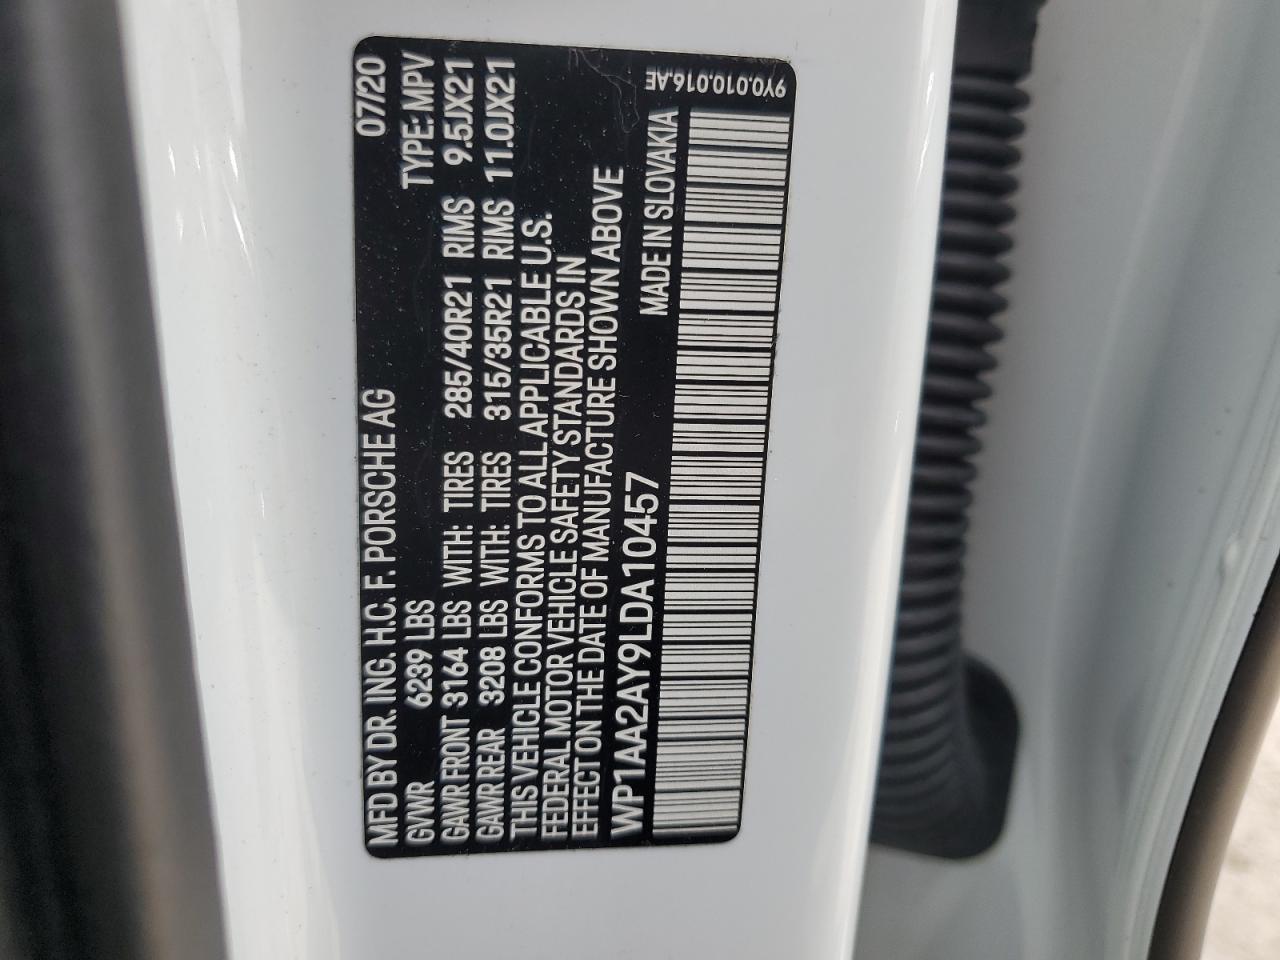 MFD BY DR. ING. H.C. F. PORSCHE AG 07/20
GVWR 6239 LBS TYPE: MPV
GAWR FRONT 3164 LBS WITH: TIRES 285/40R21 RIMS 9.5JX21
GAWR REAR 3208 LBS WITH: TIRES 315/35R21 RIMS 11.0JX21
THIS VEHICLE CONFORMS TO ALL APPLICABLE U.S.
FEDERAL MOTOR VEHICLE SAFETY STANDARDS IN
EFFECT ON THE DATE OF MANUFACTURE SHOWN ABOVE
WP1AA2AY9LDA10457 MADE IN SLOVAKIA
9Y0.010.016.AE